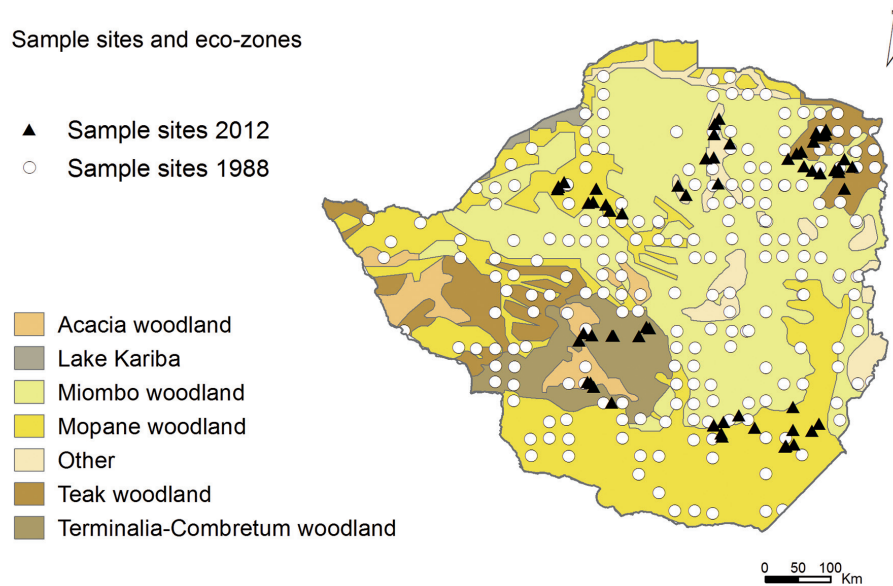 Sample sites and eco-zones
Sample sites 2012
Sample sites 1988
Acacia woodland
Lake Kariba
Miombo woodland
Mopane woodland
Other
Teak woodland
Terminalia-Combretum woodland
0 50 100
Km